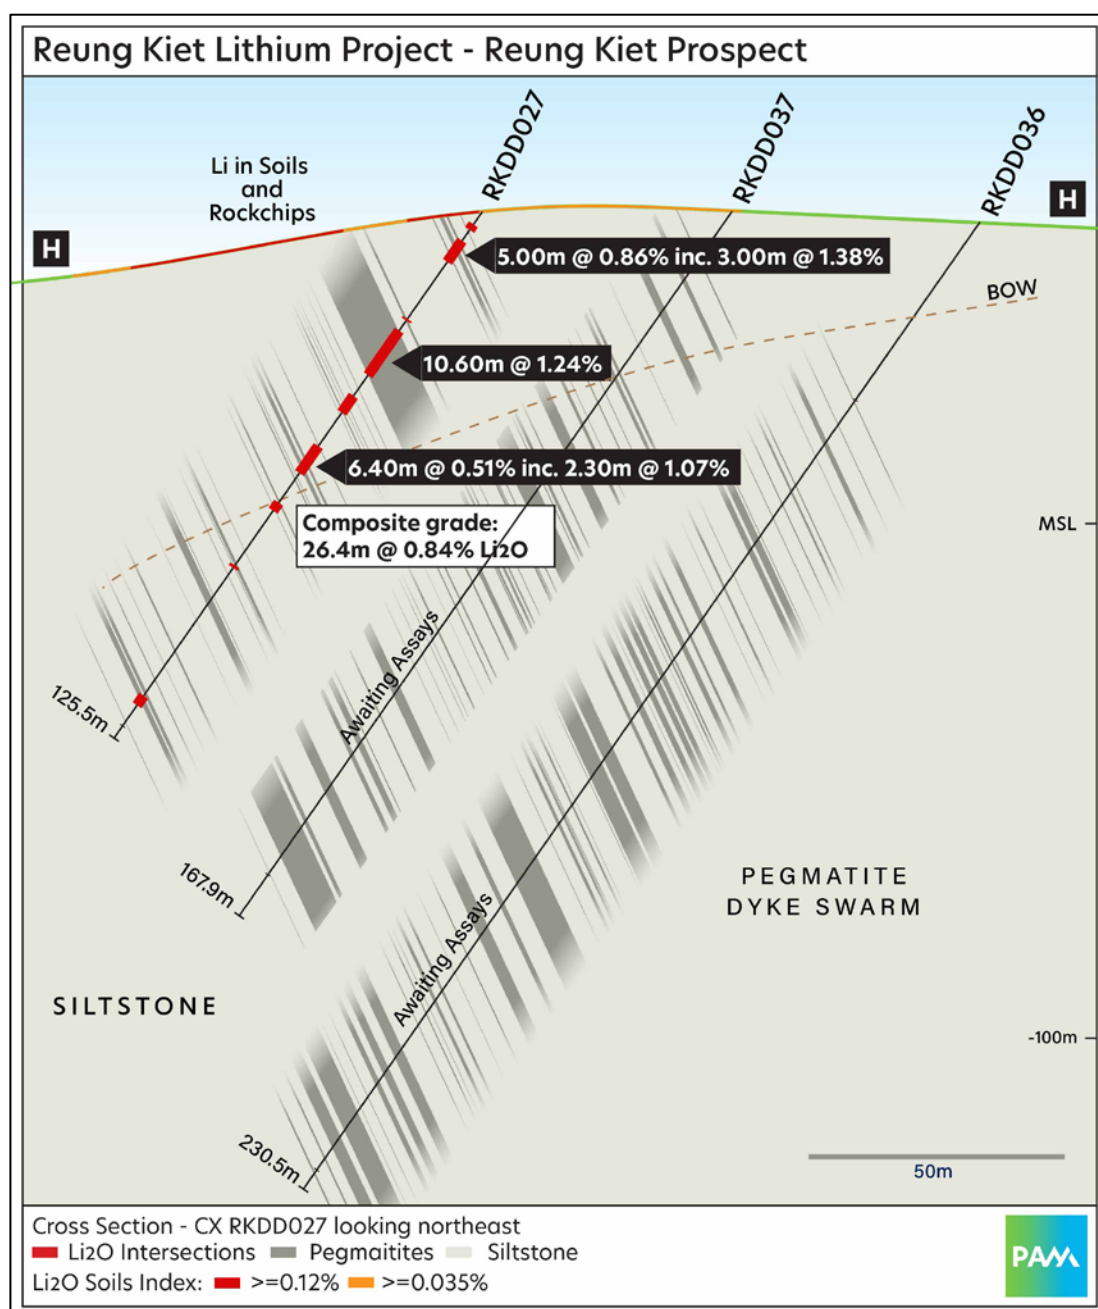 Reung Kiet Lithium Project - Reung Kiet Prospect
RKDD027
RKDD037
RKDD036
Li in Soils
and
Rockchips
H
H
5.00m @ 0.86% inc. 3.00m @ 1.38%
BOW
10.60m @ 1.24%
6.40m @ 0.51% inc. 2.30m @ 1.07%
Composite grade:
26.4m @ 0.84% Li2O
MSL
Awaiting Assays
125.5m
167.9m
PEGMATITE
DYKE SWARM
Awaiting Assays
SILTSTONE
-100m
230.5m
50m
Cross Section - CX RKDD027 looking northeast
Li2O Intersections Pegmaitites Siltstone
Li2O Soils Index: >=0.12% >=0.035%
PAM